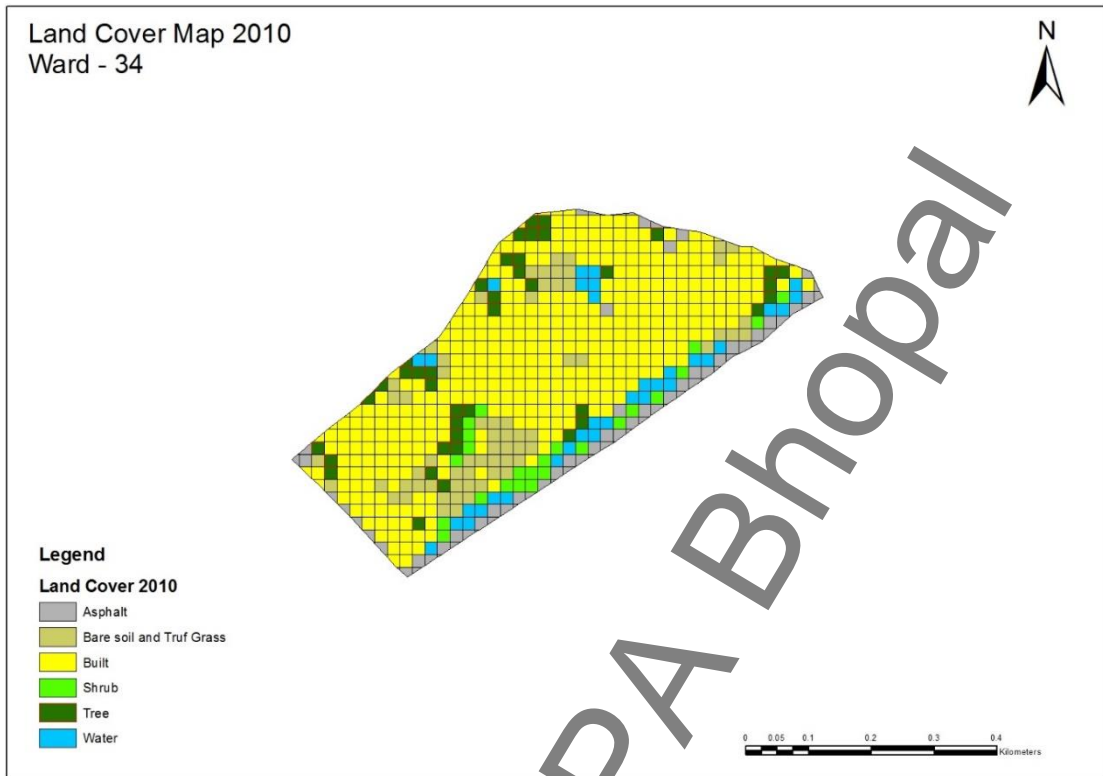 Land Cover Map 2010
Ward - 34
N
PA Bhopal
Legend
Land Cover 2010
Asphalt
Bare soil and Truf Grass
Built
Shrub
Tree
Water
0 0.05 0.1 0.2 0.3 0.4
Kilometers